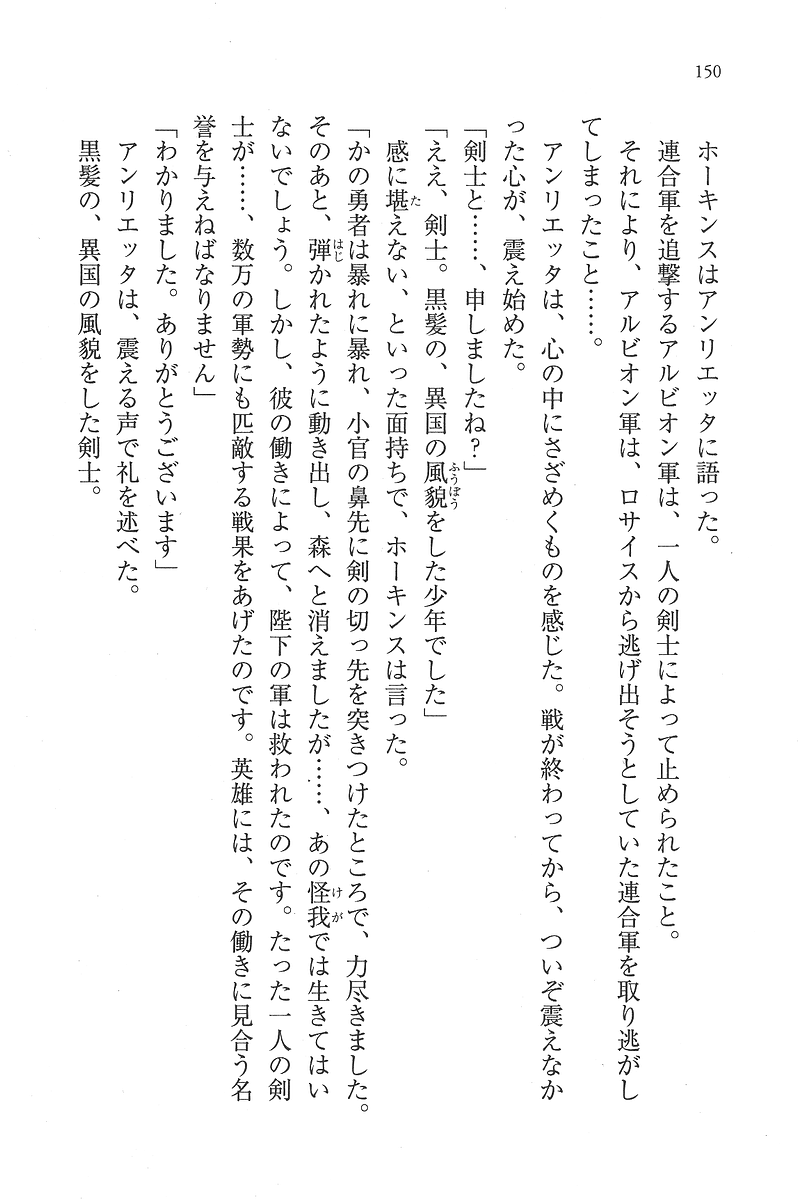 150
ホーキンスはアンリエッタに語った。
連合軍を追撃するアルビオン軍は、一人の剣士によって止められたこと。
それにより、アルビオン軍は、ロサイスから逃げ出そうとしていた連合軍を取り逃がし
てしまったこと……。
アンリエッタは、心の中にさざめくものを感じた。戦が終わってから、ついぞ震えなか
った心が、震え始めた。
「剣士と……、申しましたね？」
「ええ、剣士。黒髪の、異国の風貌をした少年でした」
感に堪えない、といった面持ちで、ホーキンスは言った。
「かの勇者は暴れに暴れ、小官の鼻先に剣の切っ先を突きつけたところで、力尽きました。
そのあと、弾かれたように動き出し、森へと消えましたが……、あの怪我では生きてはい
ないでしょう。しかし、彼の働きによって、陛下の軍は救われたのです。たった一人の剣
士が……、数万の軍勢にも匹敵する戦果をあげたのです。英雄には、その働きに見合う名
誉を与えねばなりません」
「わかりました。ありがとうございます」
アンリエッタは、震える声で礼を述べた。
黒髪の、異国の風貌をした剣士。